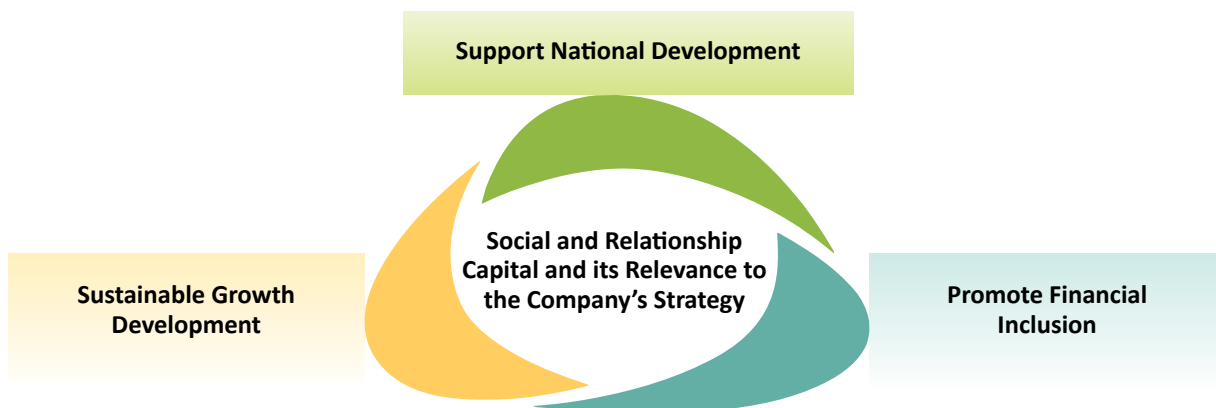 Support National Development
Social and Relationship
Capital and its Relevance to
the Company’s Strategy
Sustainable Growth
Development
Promote Financial
Inclusion